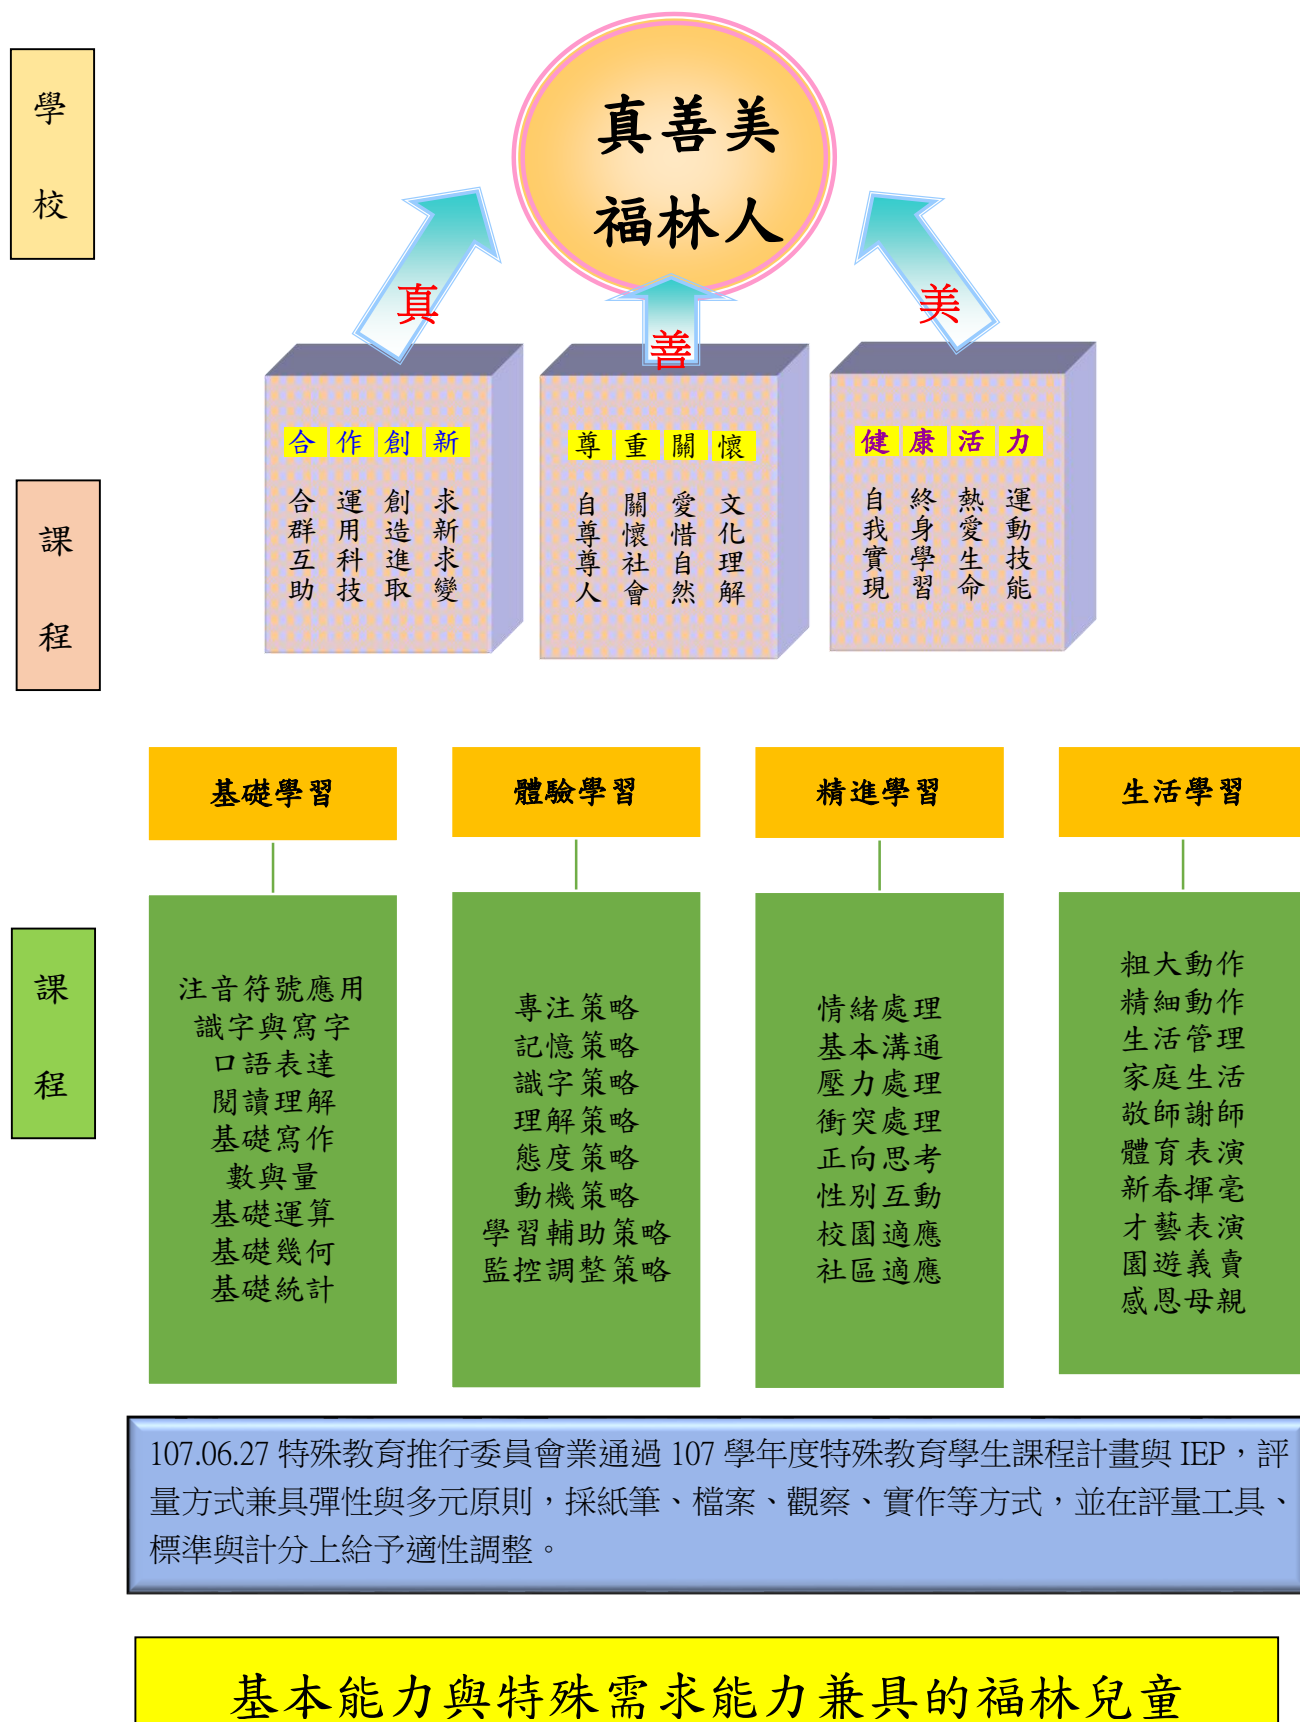 學校
真善美
福林人
真
善
美
合作創新
合群互助
運用科技
創造進取
求新求變
尊重關懷
自尊尊人
關懷社會
愛惜自然
文化理解
健康活力
自我實現
終身學習
熱愛生命
運動技能
課程
基礎學習
體驗學習
精進學習
生活學習
課程
注音符號應用
識字與寫字
口語表達
閱讀理解
基礎寫作
數與量
基礎運算
基礎幾何
基礎統計
專注策略
記憶策略
識字策略
理解策略
態度策略
動機策略
學習輔助策略
監控調整策略
情緒處理
基本溝通
壓力處理
衝突處理
正向思考
性別互動
校園適應
社區適應
粗大動作
精細動作
生活管理
家庭生活
敬師謝師
體育表演
新春揮毫
才藝表演
園遊義賣
感恩母親
107.06.27 特殊教育推行委員會業通過 107 學年度特殊教育學生課程計畫與 IEP，評
量方式兼具彈性與多元原則，採紙筆、檔案、觀察、實作等方式，並在評量工具、
標準與計分上給予適性調整。
基本能力與特殊需求能力兼具的福林兒童